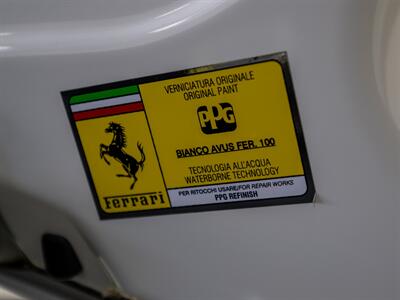 VERNICIATURA ORIGINALE
ORIGINAL PAINT
PPG
BIANCO AVUS FER. 100
TECNOLOGIA ALL'ACQUA
WATERBORNE TECHNOLOGY
Ferrari
PER RITOCCHI USARE/FOR REPAIR WORKS
PPG REFINISH